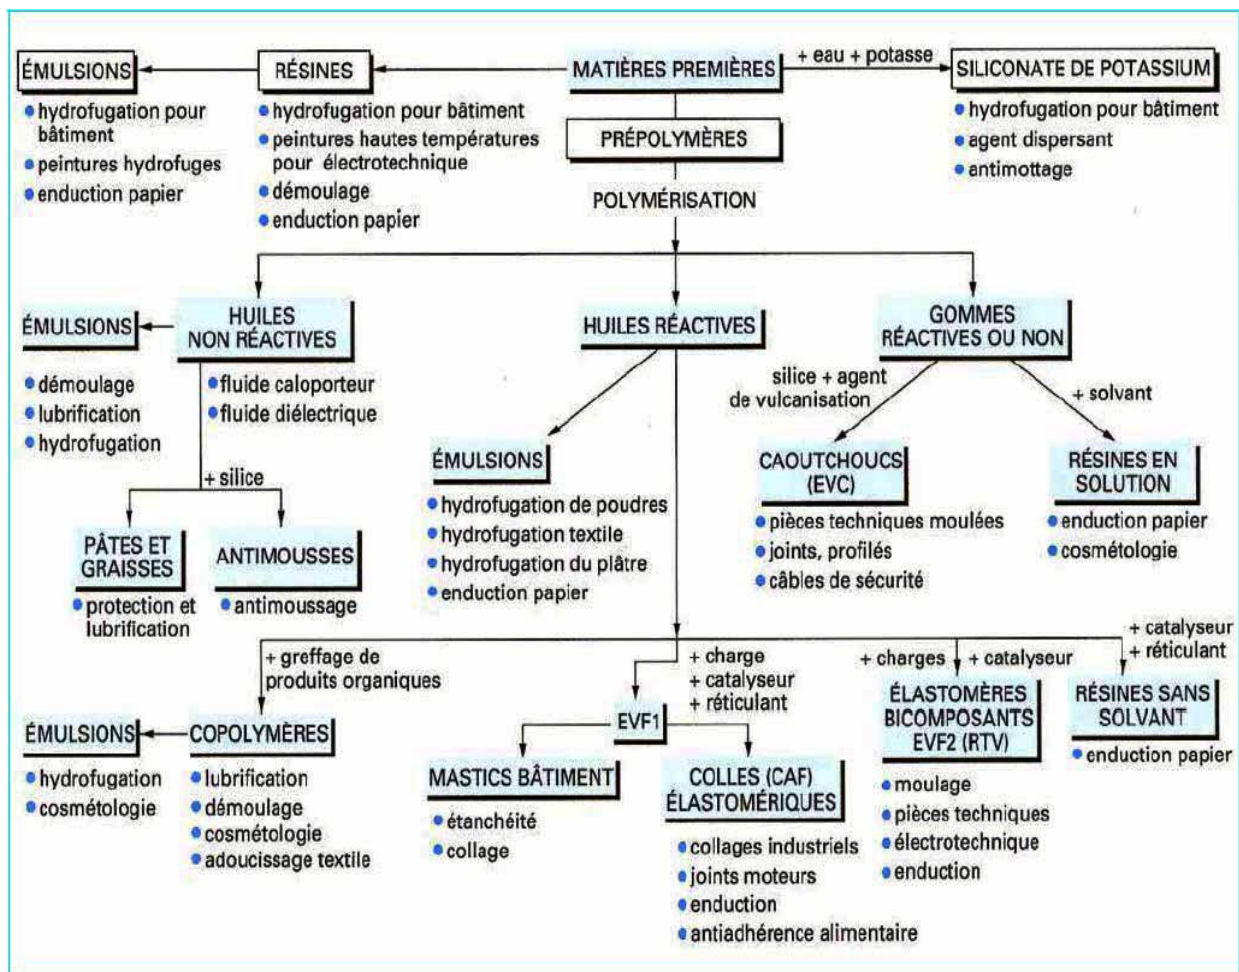 + eau + potasse
ÉMULSIONS
RÉSINES
MATIÈRES PREMIÈRES
SILICONATE DE POTASSIUM
• hydrofugation pour
bâtiment
• peintures hydrofuges
• enduction papier
• hydrofugation pour bâtiment
• peintures hautes températures
pour électrotechnique
• démoulage
• enduction papier
PRÉPOLYMÈRES
POLYMÉRISATION
• hydrofugation pour bâtiment
• agent dispersant
• antimottage
ÉMULSIONS
HUILES
NON RÉACTIVES
HUILES RÉACTIVES
GOMMES
RÉACTIVES OU NON
• démoulage
• lubrification
• hydrofugation
• fluide caloporteur
• fluide diélectrique
+ silice
PÂTES ET
GRAISSES
• protection et
lubrification
ANTIMOUSSES
• antimoussage
ÉMULSIONS
• hydrofugation de poudres
• hydrofugation textile
• hydrofugation du plâtre
• enduction papier
silice + agent
de vulcanisation
+ solvant
CAOUTCHOUCS
(EVC)
• pièces techniques moulées
• joints, profilés
• câbles de sécurité
RÉSINES EN
SOLUTION
• enduction papier
• cosmétologie
+ greffage de
produits organiques
+ charge
+ catalyseur
+ réticulant
+ charges
+ catalyseur
+ catalyseur
+ réticulant
ÉMULSIONS
• hydrofugation
• cosmétologie
COPOLYMÈRES
• lubrification
• démoulage
• cosmétologie
• adoucissage textile
EVF1
MASTICS BÂTIMENT
• étanchéité
• collage
COLLES (CAF)
ÉLASTOMÉRIQUES
• collages industriels
• joints moteurs
• enduction
• antiadhérence alimentaire
ÉLASTOMÈRES
BICOMPOSANTS
EVF2 (RTV)
• moulage
• pièces techniques
• électrotechnique
• enduction
RÉSINES SANS
SOLVANT
• enduction papier